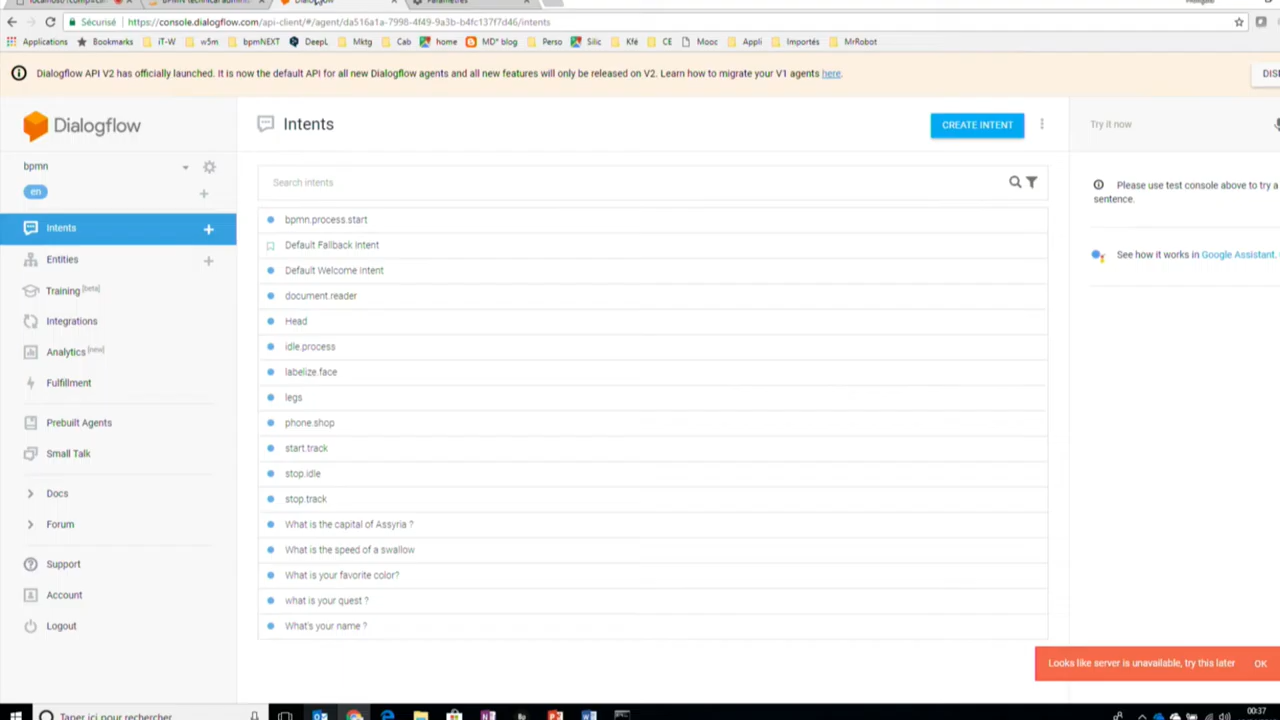 BPMN technical admin
Dialogflow
Paramètres
Sécurisé
https://console.dialogflow.com/api-client/#/agent/da516a1a-7998-4f49-9a3b-b4fc137f7d46/intents
Applications Bookmarks iT-W w5m bpmNEXT DeepL Mktg Cab home MD* blog Perso Silic Kfé CE Mooc Appli Importés MrRobot
Dialogflow API V2 has officially launched. It is now the default API for all new Dialogflow agents and all new features will only be released on V2. Learn how to migrate your V1 agents here.
DIS
Dialogflow
Intents
CREATE INTENT
Try it now
bpmn
en
Search intents
Please use test console above to try a
sentence.
See how it works in Google Assistant.
Intents
Entities
Training [beta]
Integrations
Analytics [new]
Fulfillment
Prebuilt Agents
Small Talk
Docs
Forum
Support
Account
Logout
bpmn.process.start
Default Fallback Intent
Default Welcome Intent
document.reader
Head
idle.process
labelize.face
legs
phone.shop
start.track
stop.idle
stop.track
What is the capital of Assyria ?
What is the speed of a swallow
What is your favorite color?
what is your quest ?
What's your name ?
Looks like server is unavailable, try this later OK
Taper ici pour rechercher
00:37